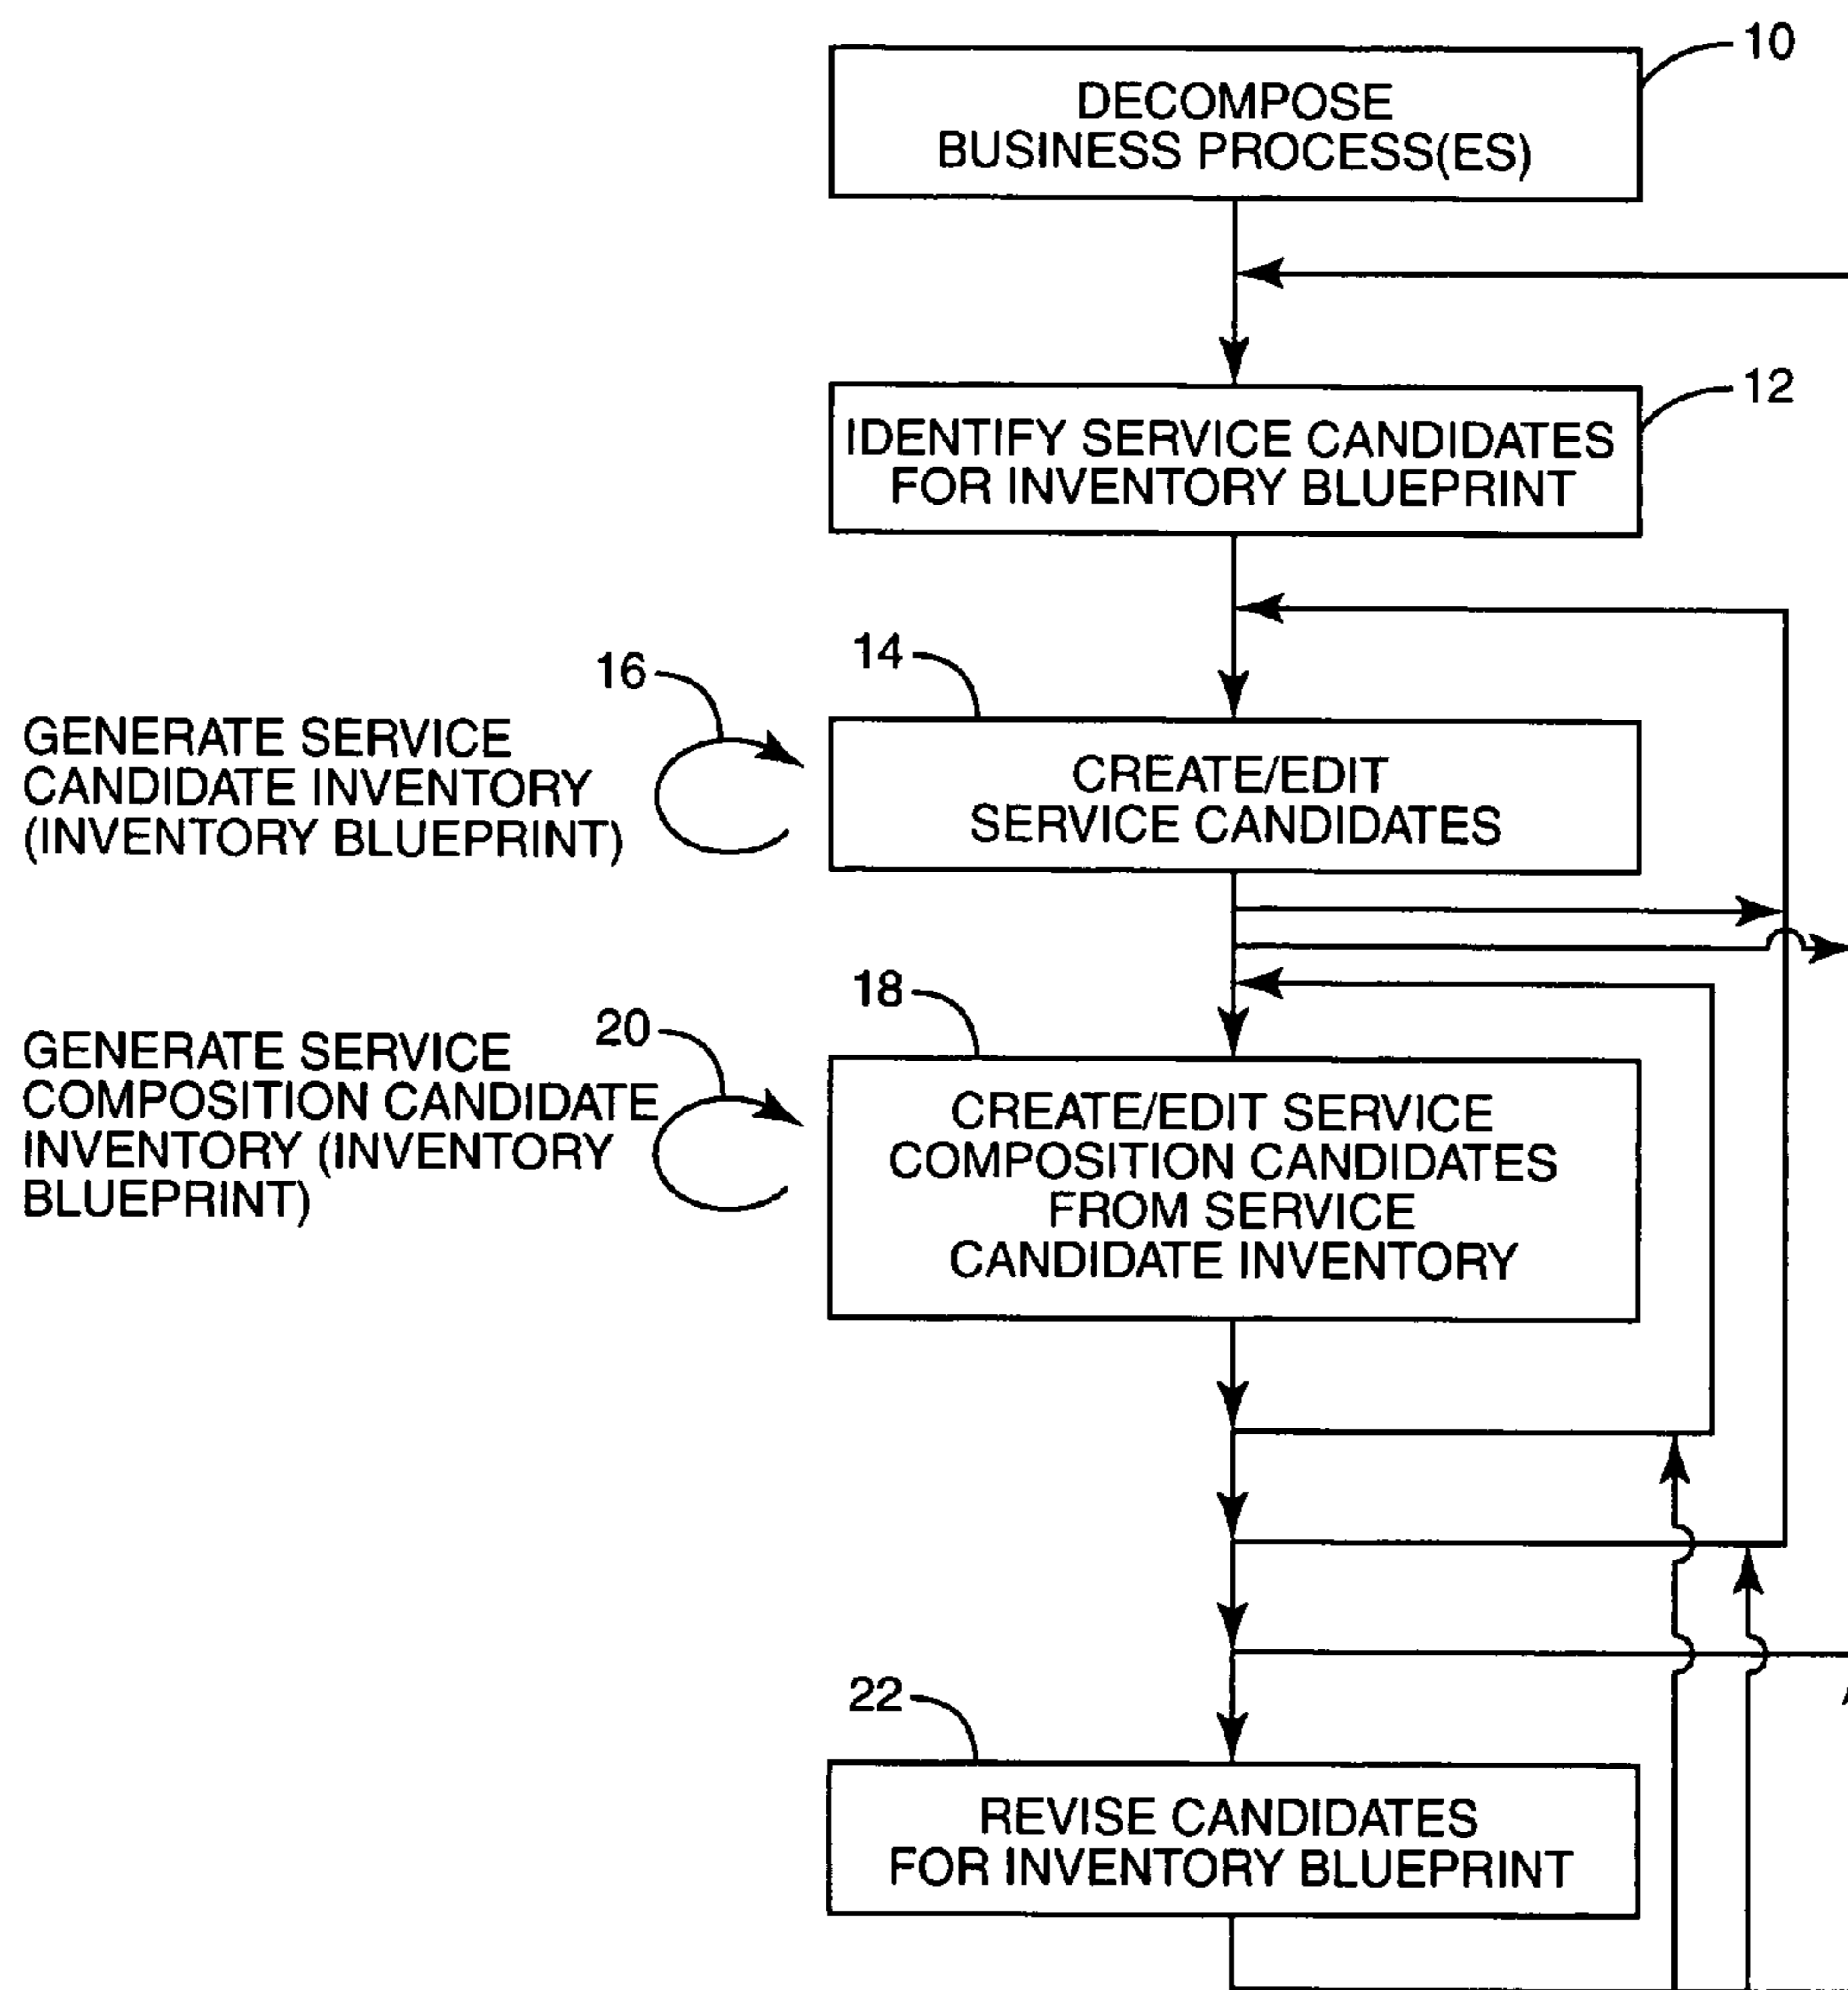 10
DECOMPOSE
BUSINESS PROCESS(ES)
12
IDENTIFY SERVICE CANDIDATES
FOR INVENTORY BLUEPRINT
14
16
GENERATE SERVICE
CANDIDATE INVENTORY
(INVENTORY BLUEPRINT)
CREATE/EDIT
SERVICE CANDIDATES
18
20
GENERATE SERVICE
COMPOSITION CANDIDATE
INVENTORY (INVENTORY
BLUEPRINT)
CREATE/EDIT SERVICE
COMPOSITION CANDIDATES
FROM SERVICE
CANDIDATE INVENTORY
22
REVISE CANDIDATES
FOR INVENTORY BLUEPRINT